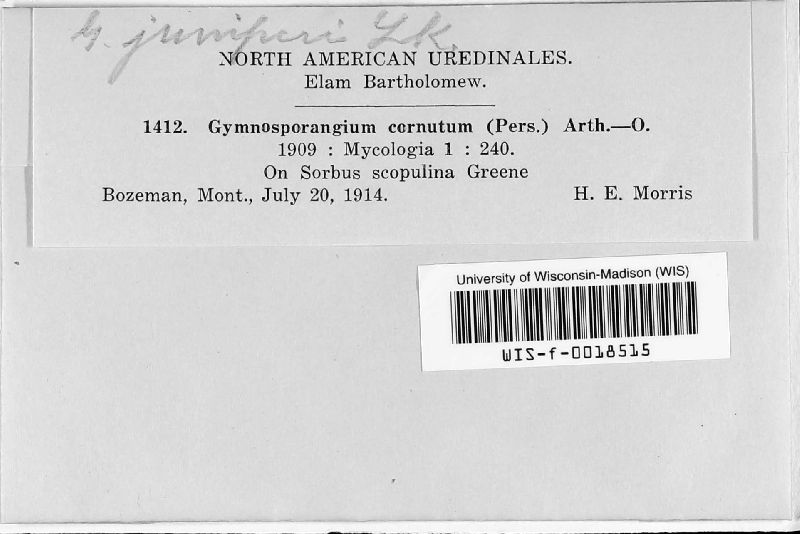 G. juniperi Lk.
NORTH AMERICAN UREDINALES.
Elam Bartholomew.
1412. Gymnosporangium cornutum (Pers.) Arth.—O.
1909 : Mycologia 1 : 240.
On Sorbus scopulina Greene
Bozeman, Mont., July 20, 1914. H. E. Morris
University of Wisconsin-Madison (WIS)
WIS-f-0018515